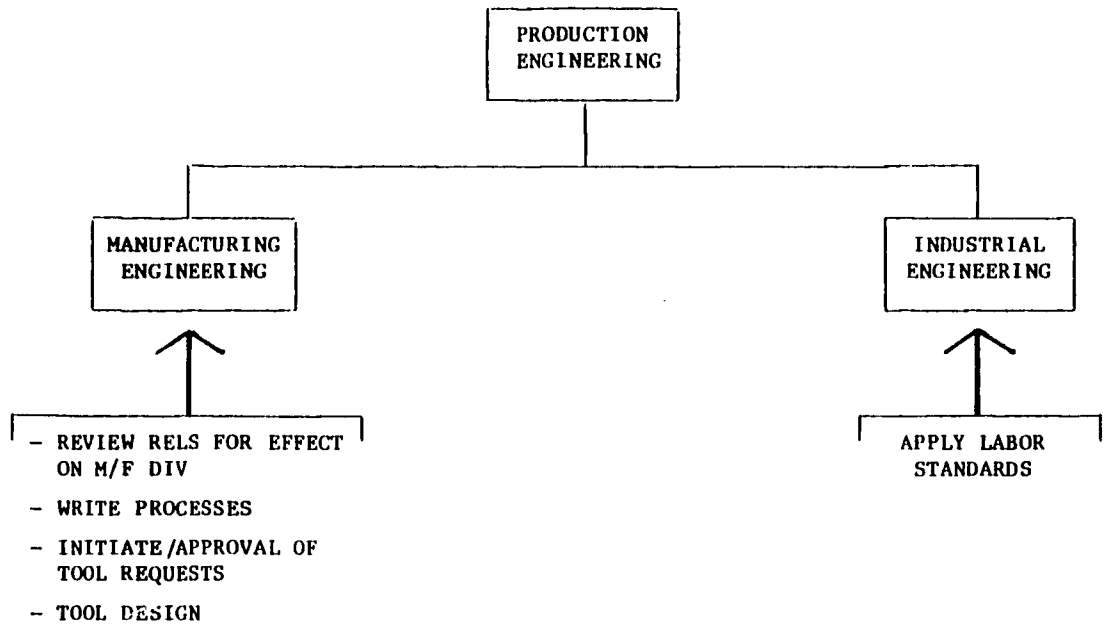 PRODUCTION
ENGINEERING
MANUFACTURING
ENGINEERING
INDUSTRIAL
ENGINEERING
- REVIEW RELS FOR EFFECT
ON M/F DIV
- WRITE PROCESSES
- INITIATE/APPROVAL OF
TOOL REQUESTS
- TOOL DESIGN
APPLY LABOR
STANDARDS